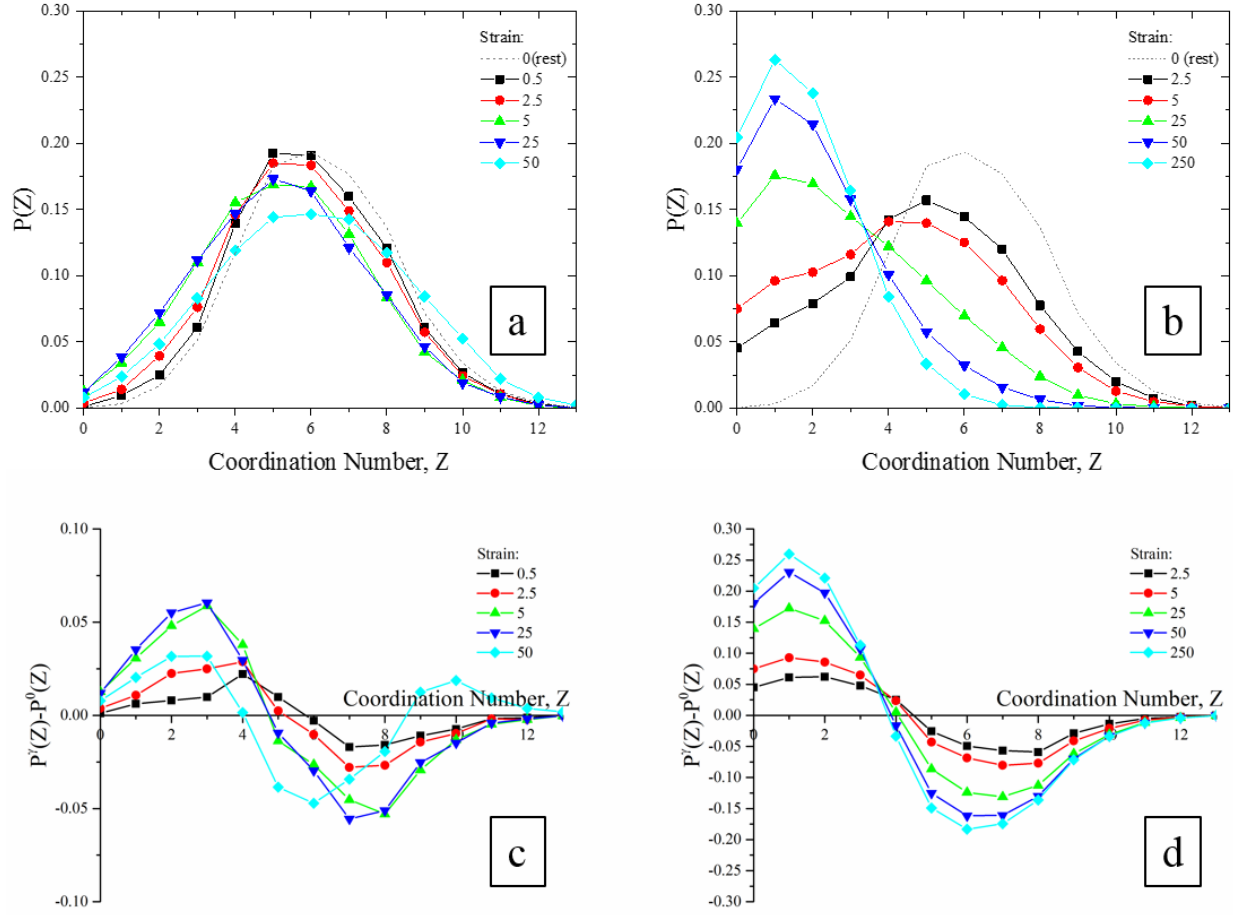 0.30
0.25
0.20
0.15
0.10
0.05
0.00
P(Z)
Strain:
0(rest)
0.5
2.5
5
25
50
a
0 2 4 6 8 10 12
Coordination Number, Z
0.30
0.25
0.20
0.15
0.10
0.05
0.00
P(Z)
Strain:
0 (rest)
2.5
5
25
50
250
b
0 2 4 6 8 10 12
Coordination Number, Z
0.10
0.05
0.00
-0.05
-0.10
P^γ(Z)-P^0(Z)
Strain:
0.5
2.5
5
25
50
Coordination Number, Z
0 2 4 6 8 10 12
c
0.30
0.25
0.20
0.15
0.10
0.05
0.00
-0.05
-0.10
-0.15
-0.20
-0.25
-0.30
P^γ(Z)-P^0(Z)
Strain:
2.5
5
25
50
250
Coordination Number, Z
0 2 4 6 8 10 12
d